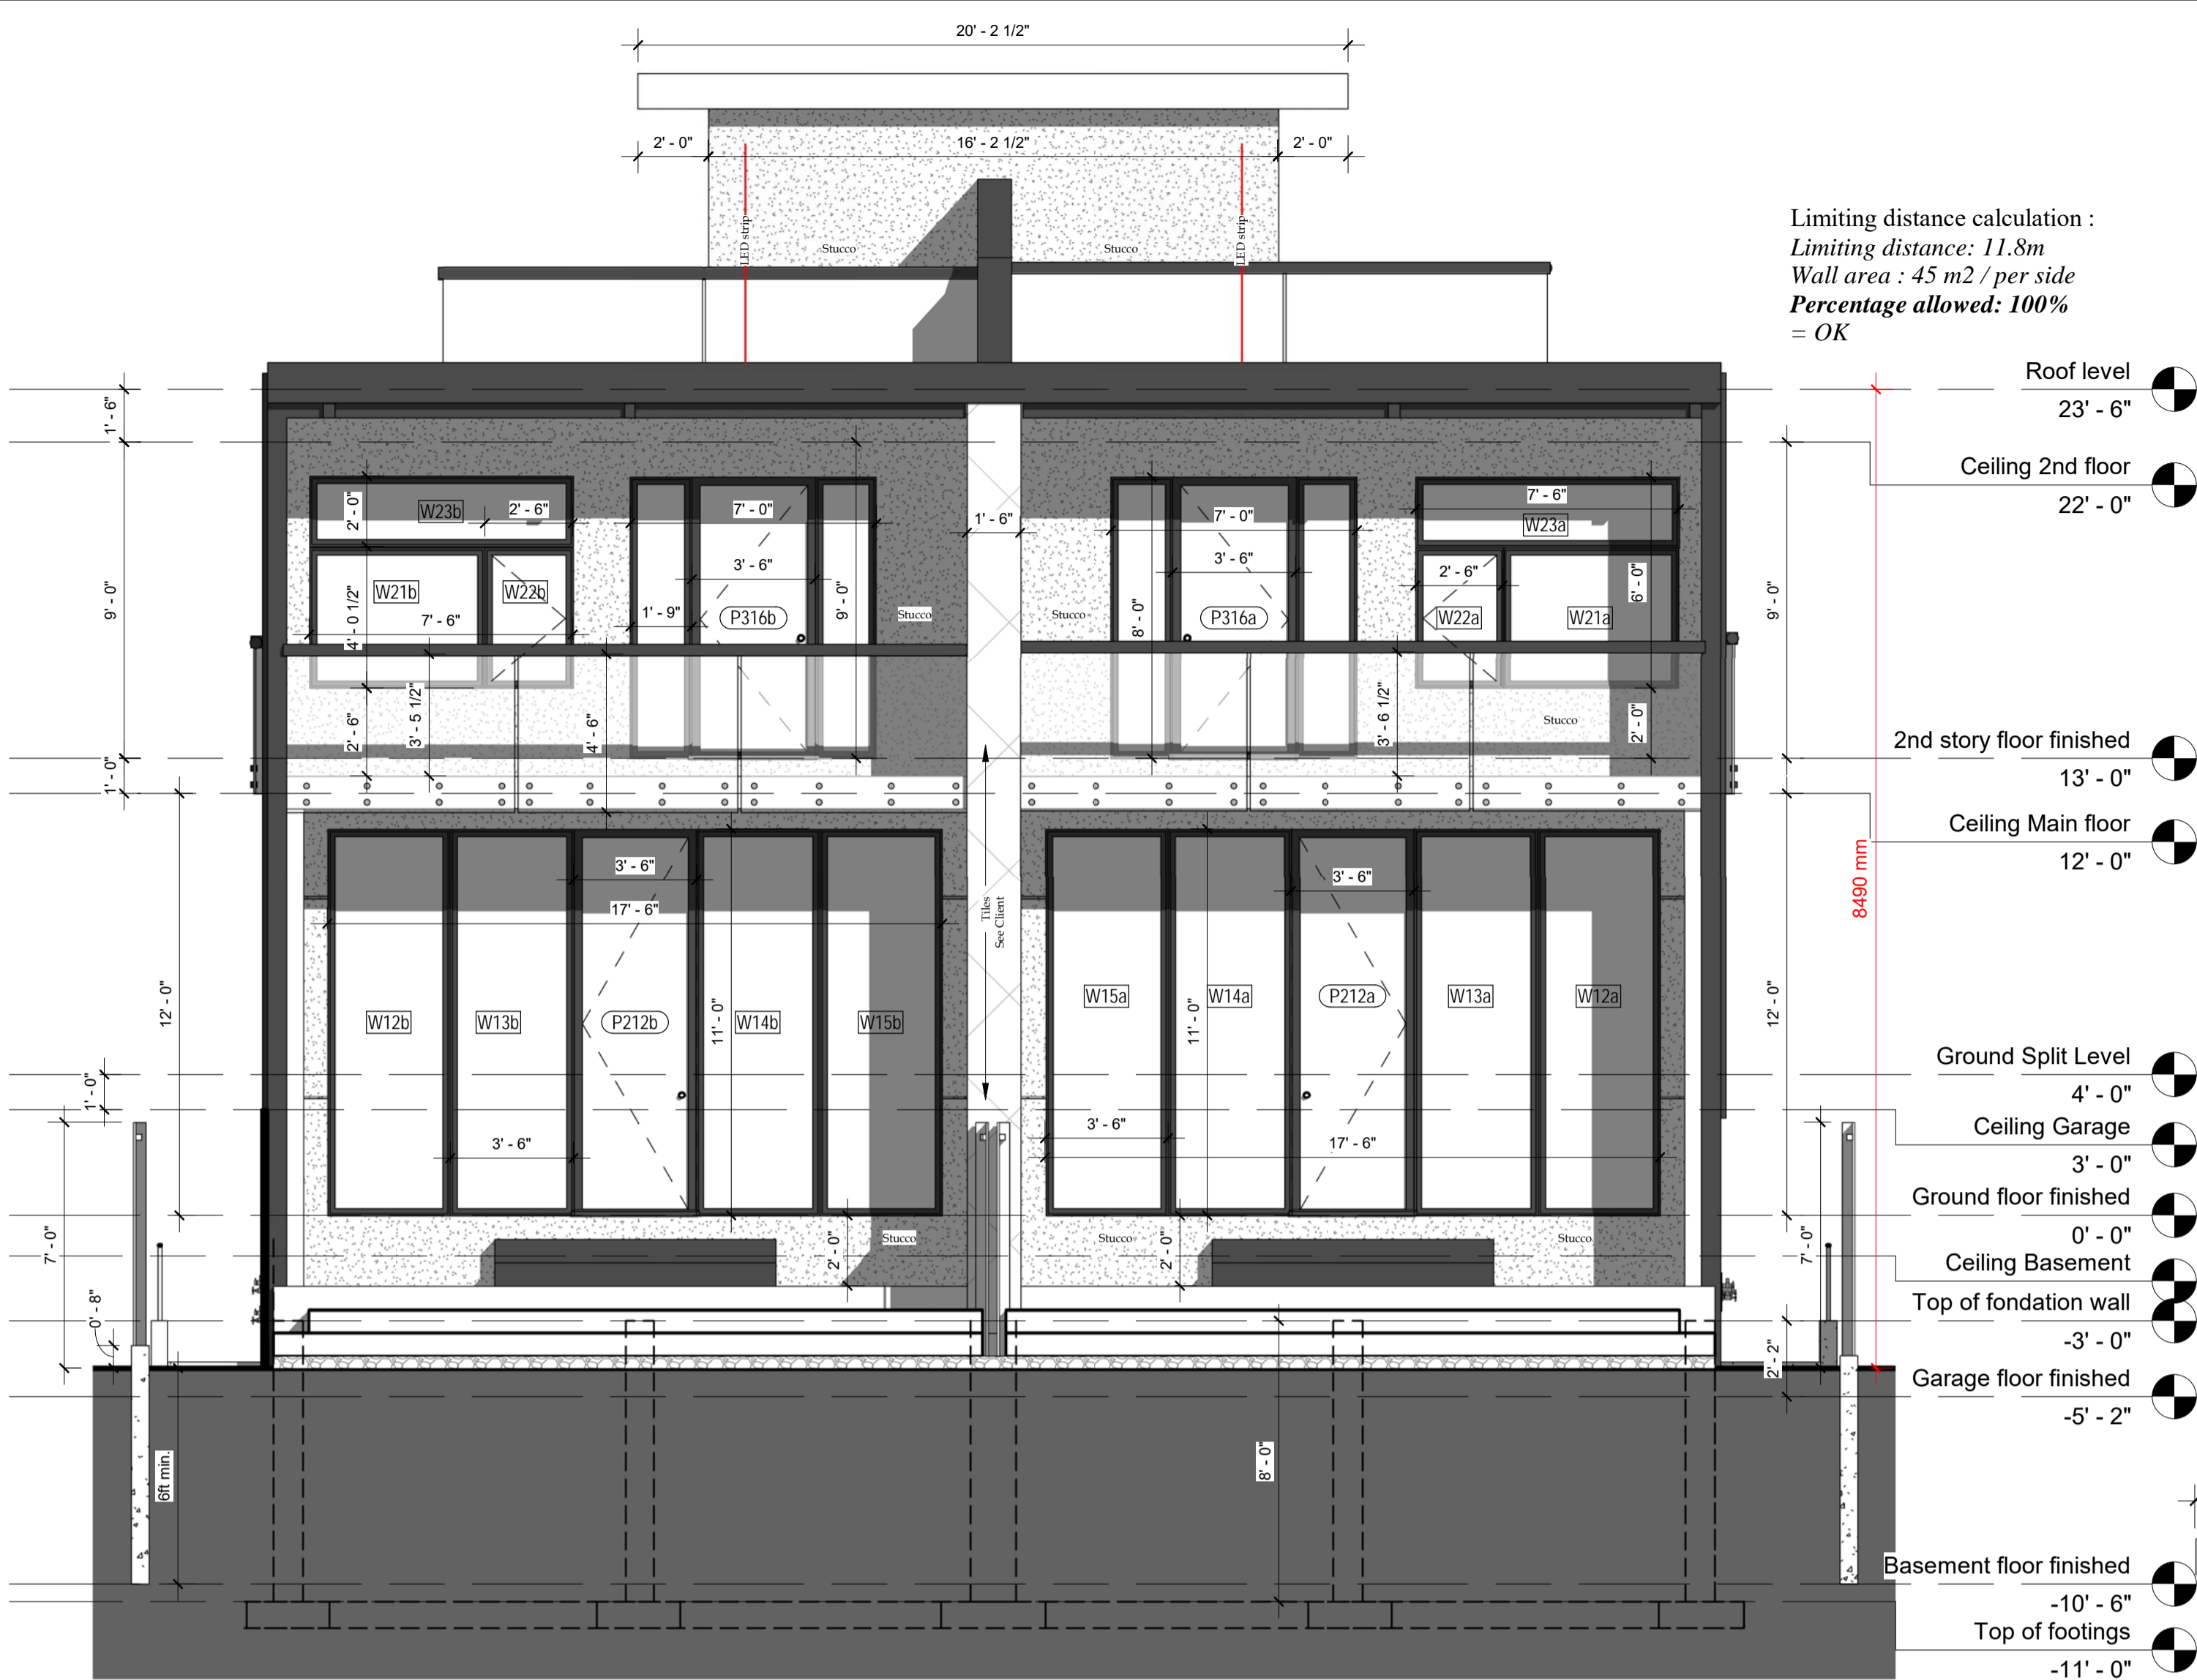 20' - 2 1/2"
2' - 0"
16' - 2 1/2"
2' - 0"
LED strip
LED strip
Stucco
Stucco
Limiting distance calculation :
Limiting distance: 11.8m
Wall area : 45 m2 / per side
Percentage allowed: 100%
= OK
Roof level
23' - 6"
1' - 6"
Ceiling 2nd floor
22' - 0"
2' - 0"
W23b
2' - 6"
7' - 0"
1' - 6"
7' - 0"
7' - 6"
W23a
3' - 6"
3' - 6"
2' - 6"
6' - 0"
9' - 0"
4' - 0 1/2"
W21b
W22b
7' - 6"
1' - 9"
P316b
9' - 0"
Stucco
Stucco
8' - 0"
P316a
W22a
W21a
9' - 0"
2' - 6"
3' - 5 1/2"
4' - 6"
3' - 6 1/2"
Stucco
2' - 0"
2nd story floor finished
13' - 0"
1' - 0"
Ceiling Main floor
12' - 0"
8490 mm
3' - 6"
3' - 6"
17' - 6"
Tiles
See Client
12' - 0"
W12b
W13b
P212b
11' - 0"
W14b
W15b
W15a
W14a
11' - 0"
P212a
W13a
W12a
12' - 0"
Ground Split Level
4' - 0"
1' - 0"
Ceiling Garage
3' - 0"
3' - 6"
3' - 6"
17' - 6"
Ground floor finished
0' - 0"
7' - 0"
2' - 0"
Stucco
Stucco
2' - 0"
Stucco
7' - 0"
Ceiling Basement
Top of fondation wall
-3' - 0"
0' - 8"
2' - 2"
Garage floor finished
-5' - 2"
6ft min.
8' - 0"
Basement floor finished
-10' - 6"
Top of footings
-11' - 0"